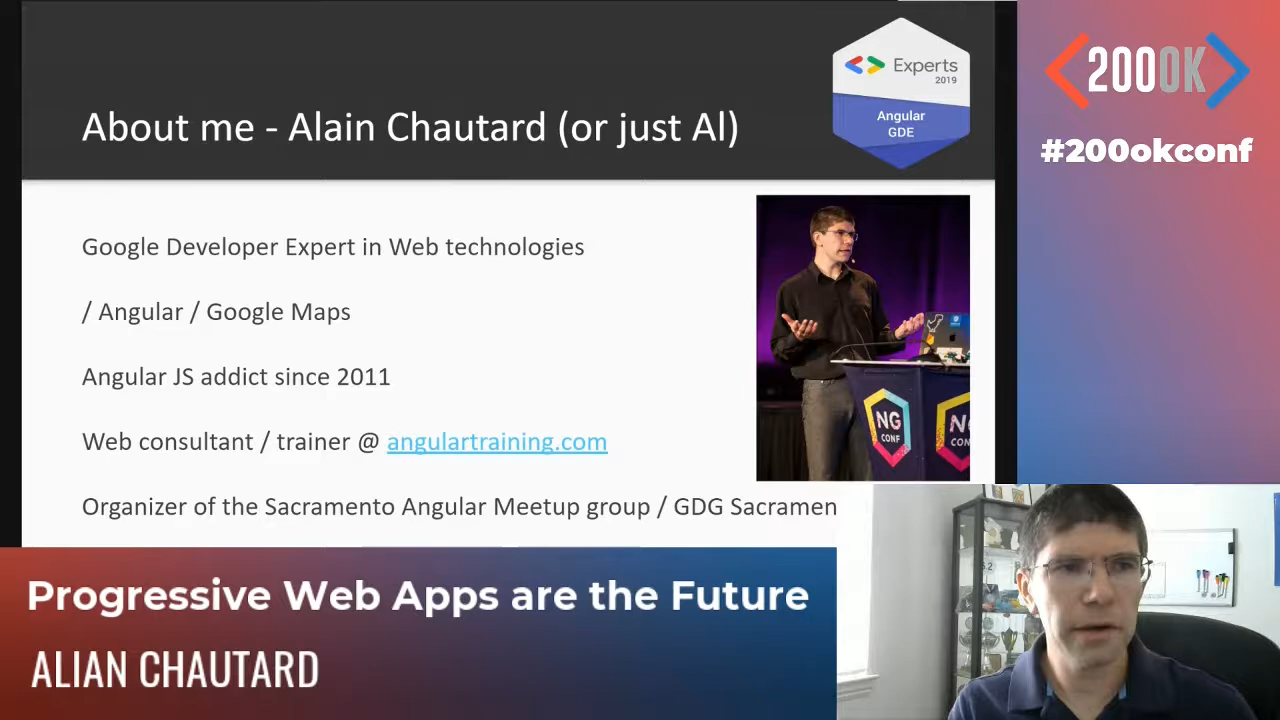 Experts
2019
Angular
GDE
About me - Alain Chautard (or just Al)
200OK
#200okconf
Google Developer Expert in Web technologies
/ Angular / Google Maps
Angular JS addict since 2011
Web consultant / trainer @ angulartraining.com
Organizer of the Sacramento Angular Meetup group / GDG Sacramen
NG
CONF
NG
CON
Progressive Web Apps are the Future
ALIAN CHAUTARD